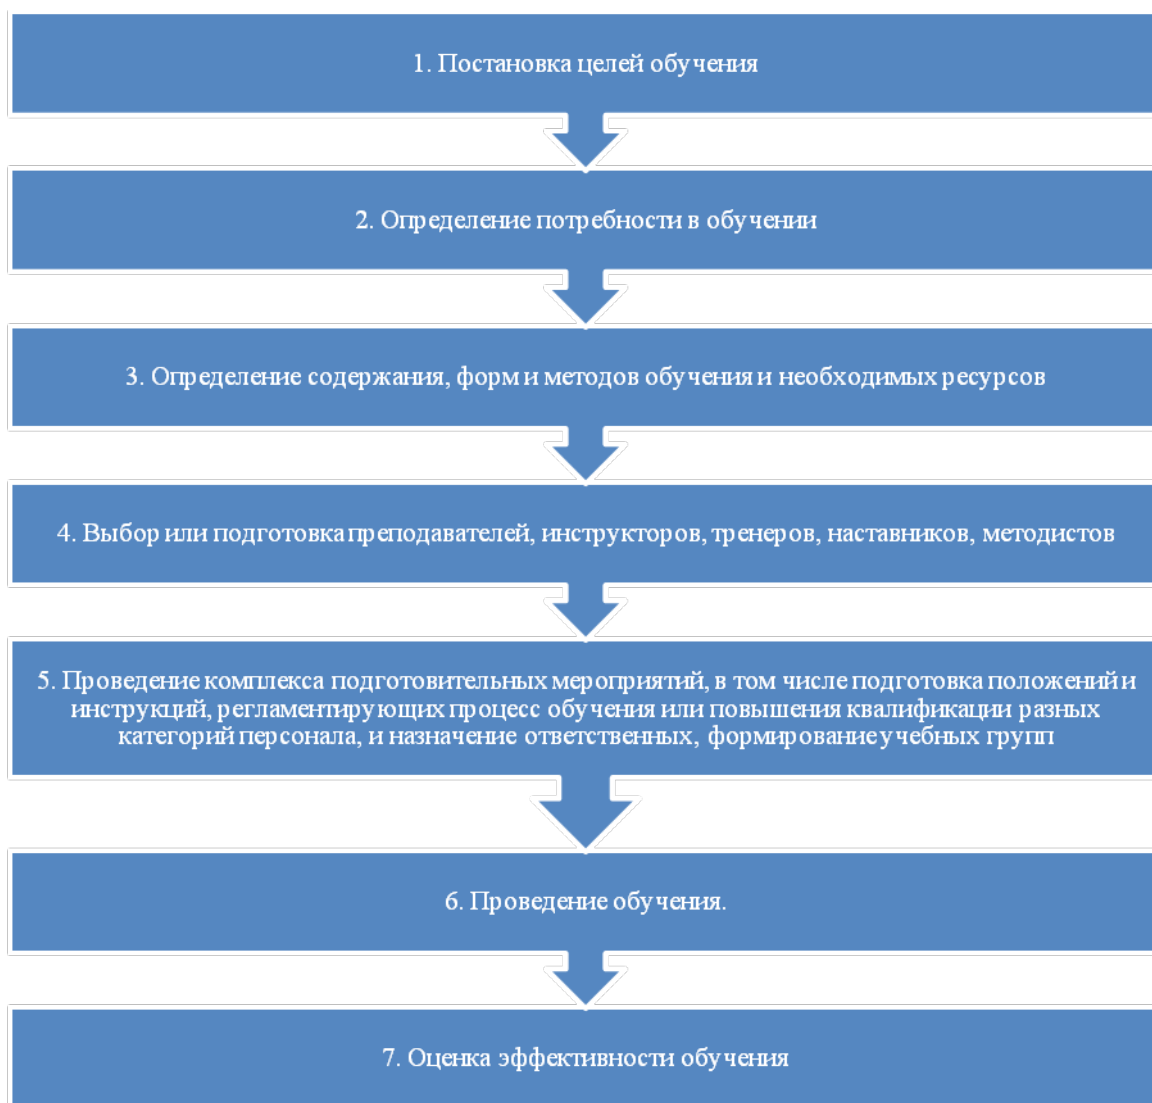 1. Постановка целей обучения
2. Определение потребности в обучении
3. Определение содержания, форм и методов обучения и необходимых ресурсов
4. Выбор или подготовка преподавателей, инструкторов, тренеров, наставников, методистов
5. Проведение комплекса подготовительных мероприятий, в том числе подготовка положений и
инструкций, регламентирующих процесс обучения или повышения квалификации разных
категорий персонала, и назначение ответственных, формирование учебных групп
6. Проведение обучения.
7. Оценка эффективности обучения